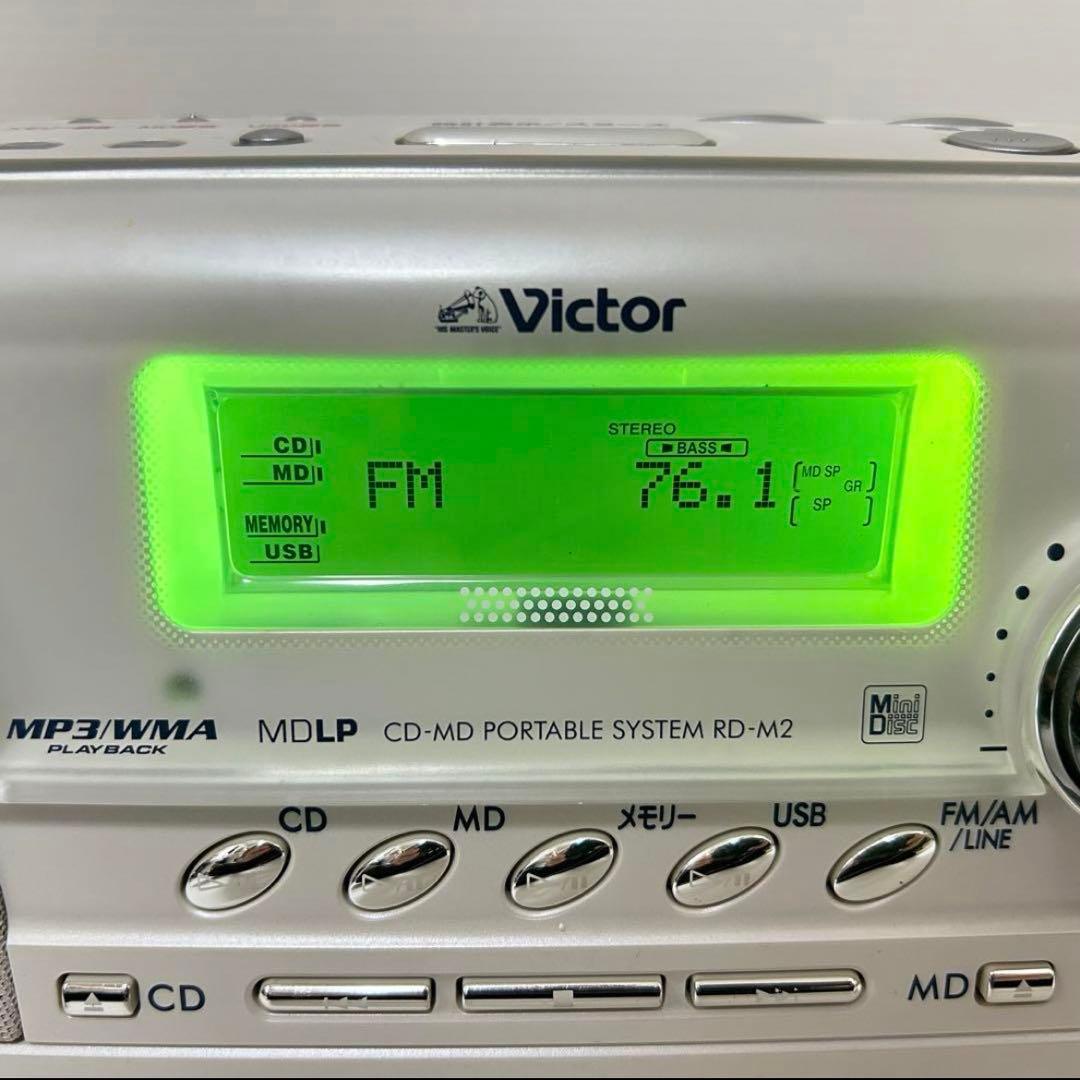 "HIS MASTER'S VOICE" Victor
STEREO
BASS
CD
MD
FM 76.1
MD SP
GR
SP
MEMORY
USB
MP3/WMA
PLAYBACK
MDLP
CD-MD PORTABLE SYSTEM RD-M2
Mini
Disc
CD
MD
メモリー
USB
FM/AM
/LINE
CD
MD